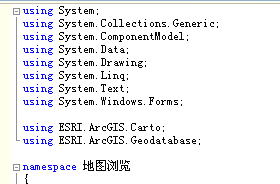 using System;
using System.Collections.Generic;
using System.ComponentModel;
using System.Data;
using System.Drawing;
using System.Linq;
using System.Text;
using System.Windows.Forms;
using ESRI.ArcGIS.Carto;
using ESRI.ArcGIS.Geodatabase;
namespace 地图浏览
{